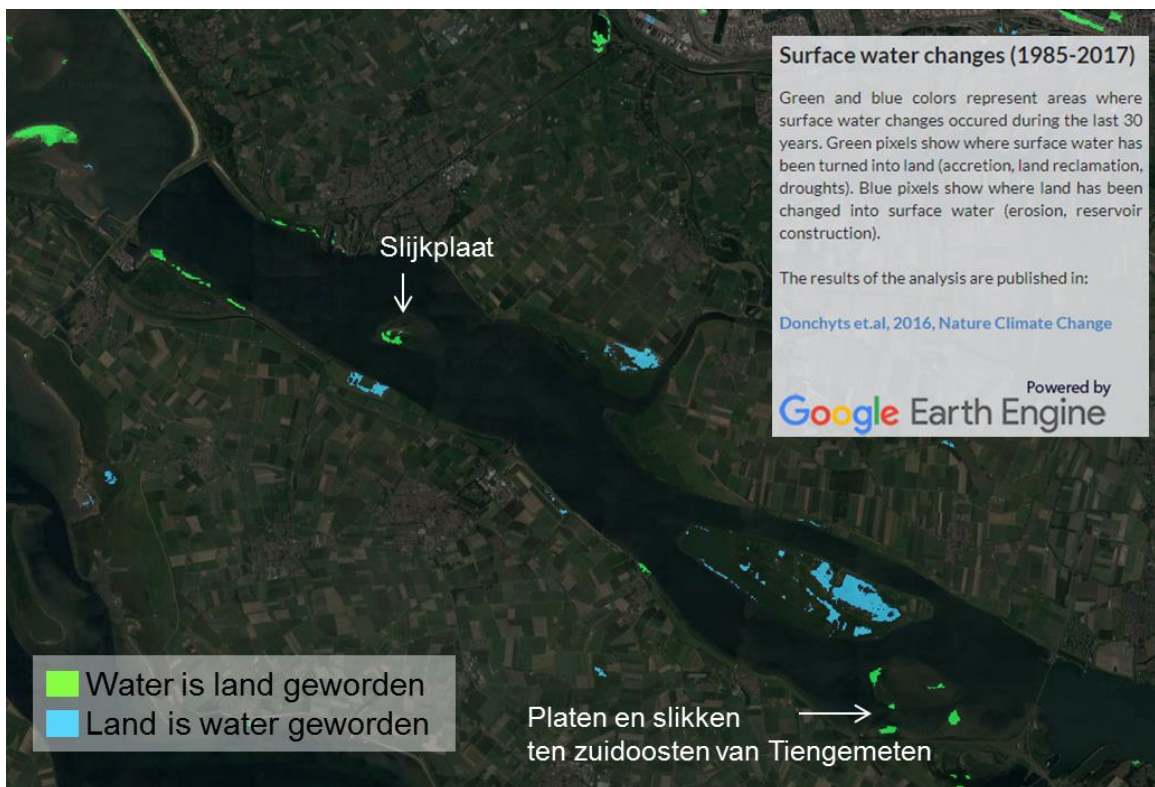 Surface water changes (1985-2017)
Green and blue colors represent areas where
surface water changes occured during the last 30
years. Green pixels show where surface water has
been turned into land (accretion, land reclamation,
droughts). Blue pixels show where land has been
changed into surface water (erosion, reservoir
construction).
The results of the analysis are published in:
Donchyts et.al, 2016, Nature Climate Change
Powered by
Google Earth Engine
Slijkplaat
Water is land geworden
Land is water geworden
Platen en slikken
ten zuidoosten van Tiengemeten